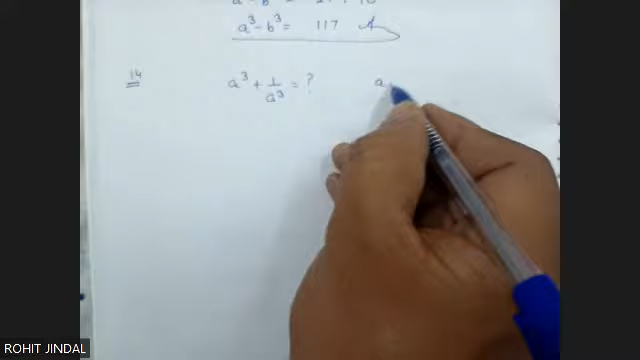 a³ - b³ = 117 A
14 a³ + 1/a³ = ? a
ROHIT JINDAL